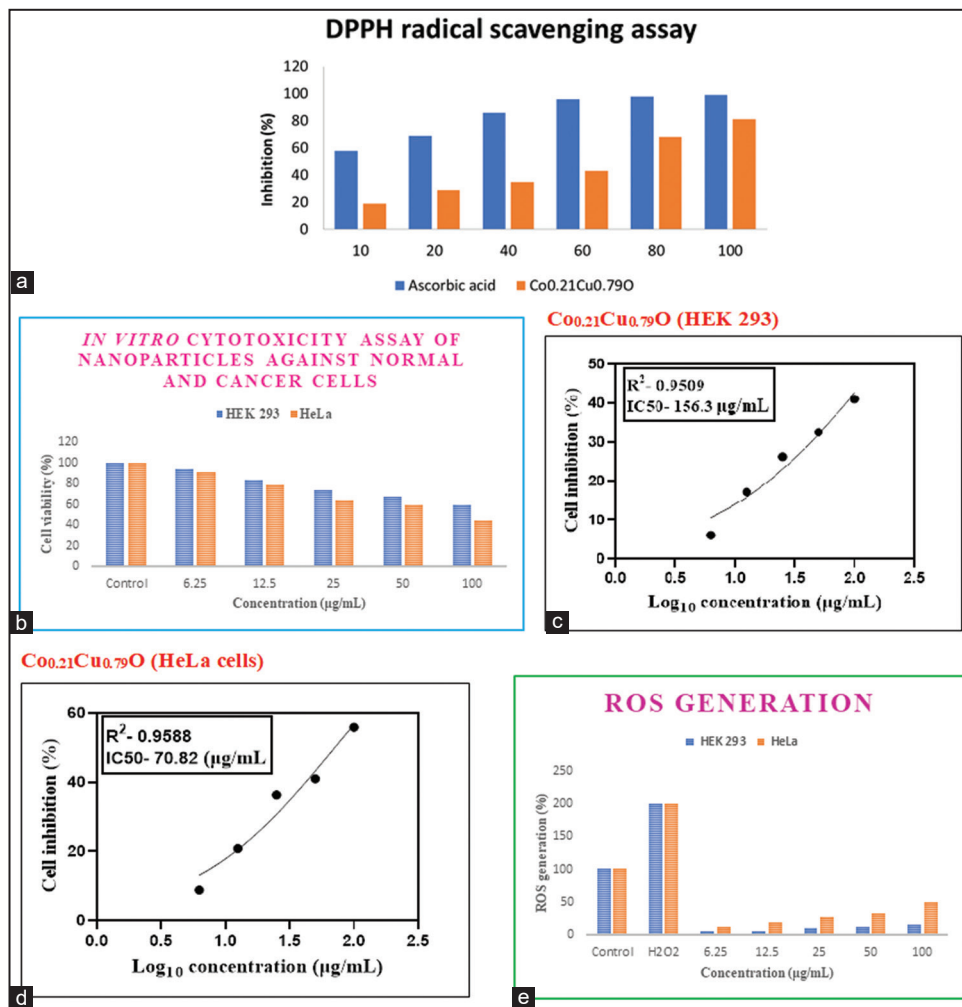 DPPH radical scavenging assay
120
100
80
60
40
20
0
Inhibition (%)
10 20 40 60 80 100
Ascorbic acid Co0.21Cu0.79O
a
IN VITRO CYTOTOXICITY ASSAY OF
NANOPARTICLES AGAINST NORMAL
AND CANCER CELLS
HEK 293 HeLa
120
100
80
60
40
20
0
Cell viability (%)
Control 6.25 12.5 25 50 100
Concentration (µg/mL)
b
Co0.21Cu0.79O (HEK 293)
R²- 0.9509
IC50- 156.3 µg/mL
50
40
30
20
10
0
Cell inhibition (%)
0.0 0.5 1.0 1.5 2.0 2.5
Log10 concentration (µg/mL)
c
Co0.21Cu0.79O (HeLa cells)
R²- 0.9588
IC50- 70.82 (µg/mL
60
40
20
0
Cell inhibition (%)
0.0 0.5 1.0 1.5 2.0 2.5
Log10 concentration (µg/mL)
d
ROS GENERATION
HEK 293 HeLa
250
200
150
100
50
0
ROS generation (%)
Control H2O2 6.25 12.5 25 50 100
Concentration (µg/mL)
e